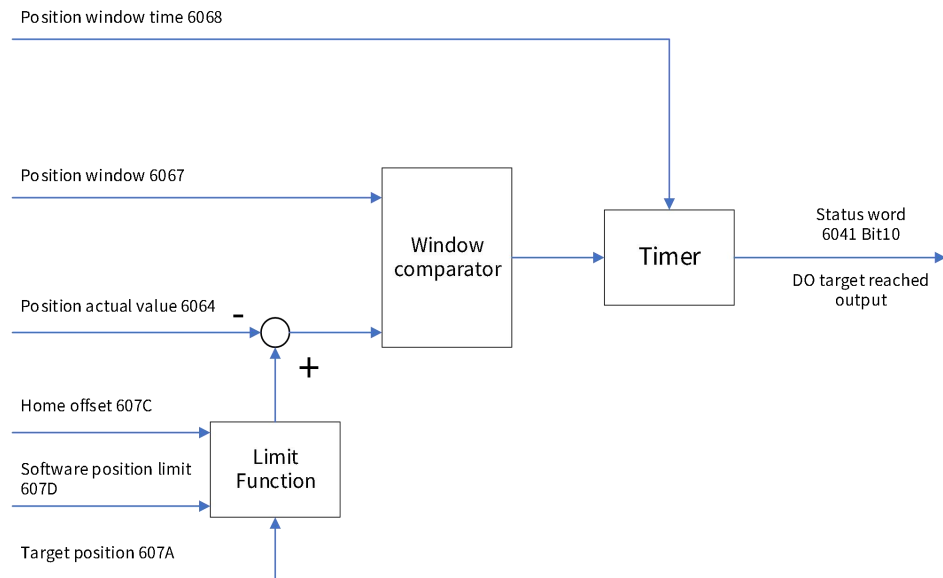 Position window time 6068
Position window 6067
Window
comparator
Timer
Status word
6041 Bit10
DO target reached
output
Position actual value 6064
-
+
Home offset 607C
Limit
Function
Software position limit
607D
Target position 607A